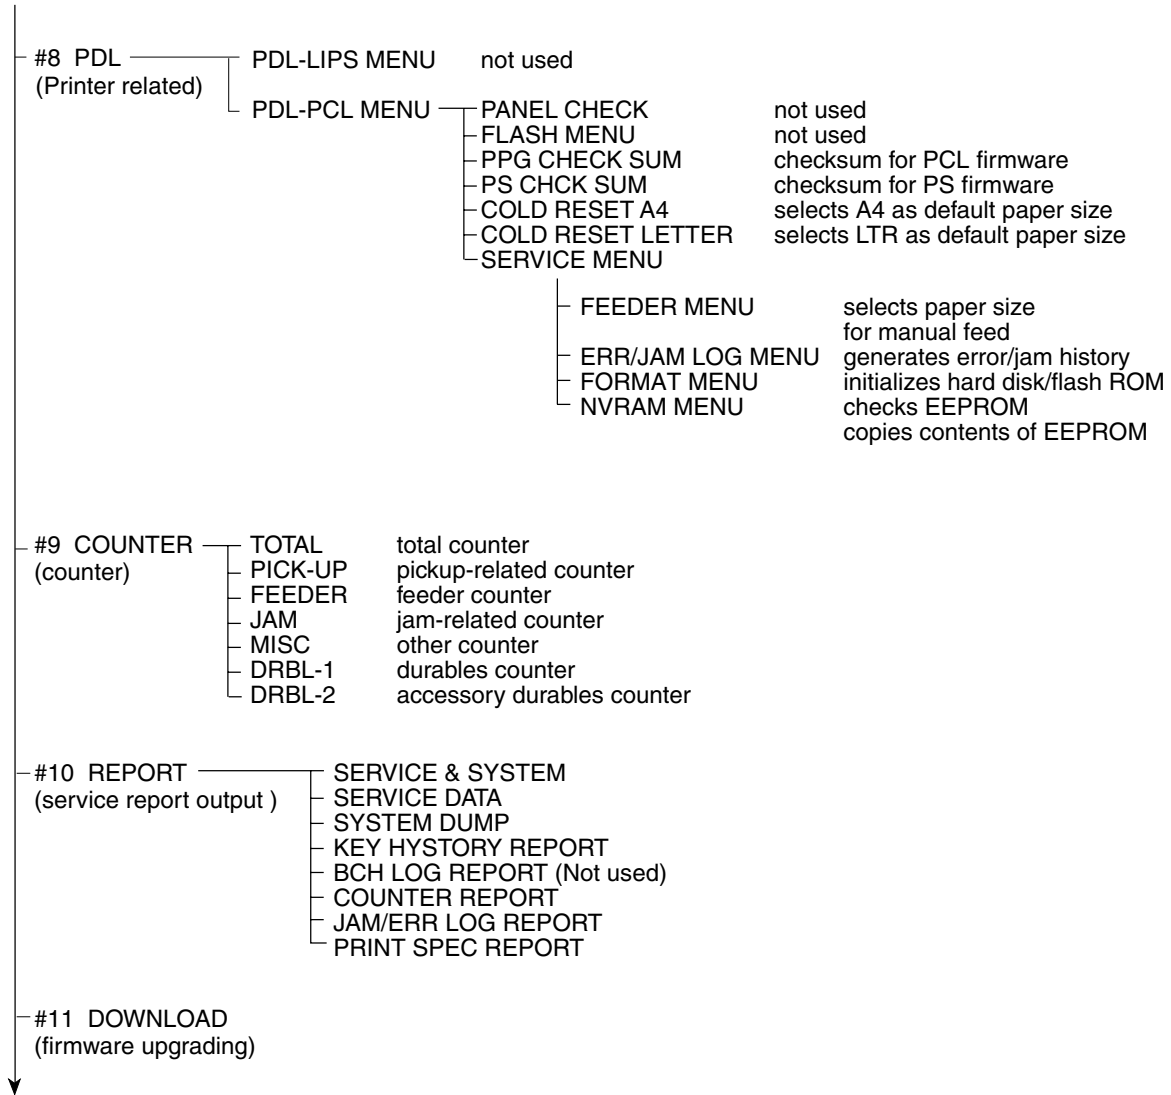 #8 PDL PDL-LIPS MENU not used
(Printer related)
PDL-PCL MENU PANEL CHECK not used
FLASH MENU not used
PPG CHECK SUM checksum for PCL firmware
PS CHCK SUM checksum for PS firmware
COLD RESET A4 selects A4 as default paper size
COLD RESET LETTER selects LTR as default paper size
SERVICE MENU
FEEDER MENU selects paper size
for manual feed
ERR/JAM LOG MENU generates error/jam history
FORMAT MENU initializes hard disk/flash ROM
NVRAM MENU checks EEPROM
copies contents of EEPROM
#9 COUNTER TOTAL total counter
(counter) PICK-UP pickup-related counter
FEEDER feeder counter
JAM jam-related counter
MISC other counter
DRBL-1 durables counter
DRBL-2 accessory durables counter
#10 REPORT SERVICE & SYSTEM
(service report output ) SERVICE DATA
SYSTEM DUMP
KEY HYSTORY REPORT
BCH LOG REPORT (Not used)
COUNTER REPORT
JAM/ERR LOG REPORT
PRINT SPEC REPORT
#11 DOWNLOAD
(firmware upgrading)